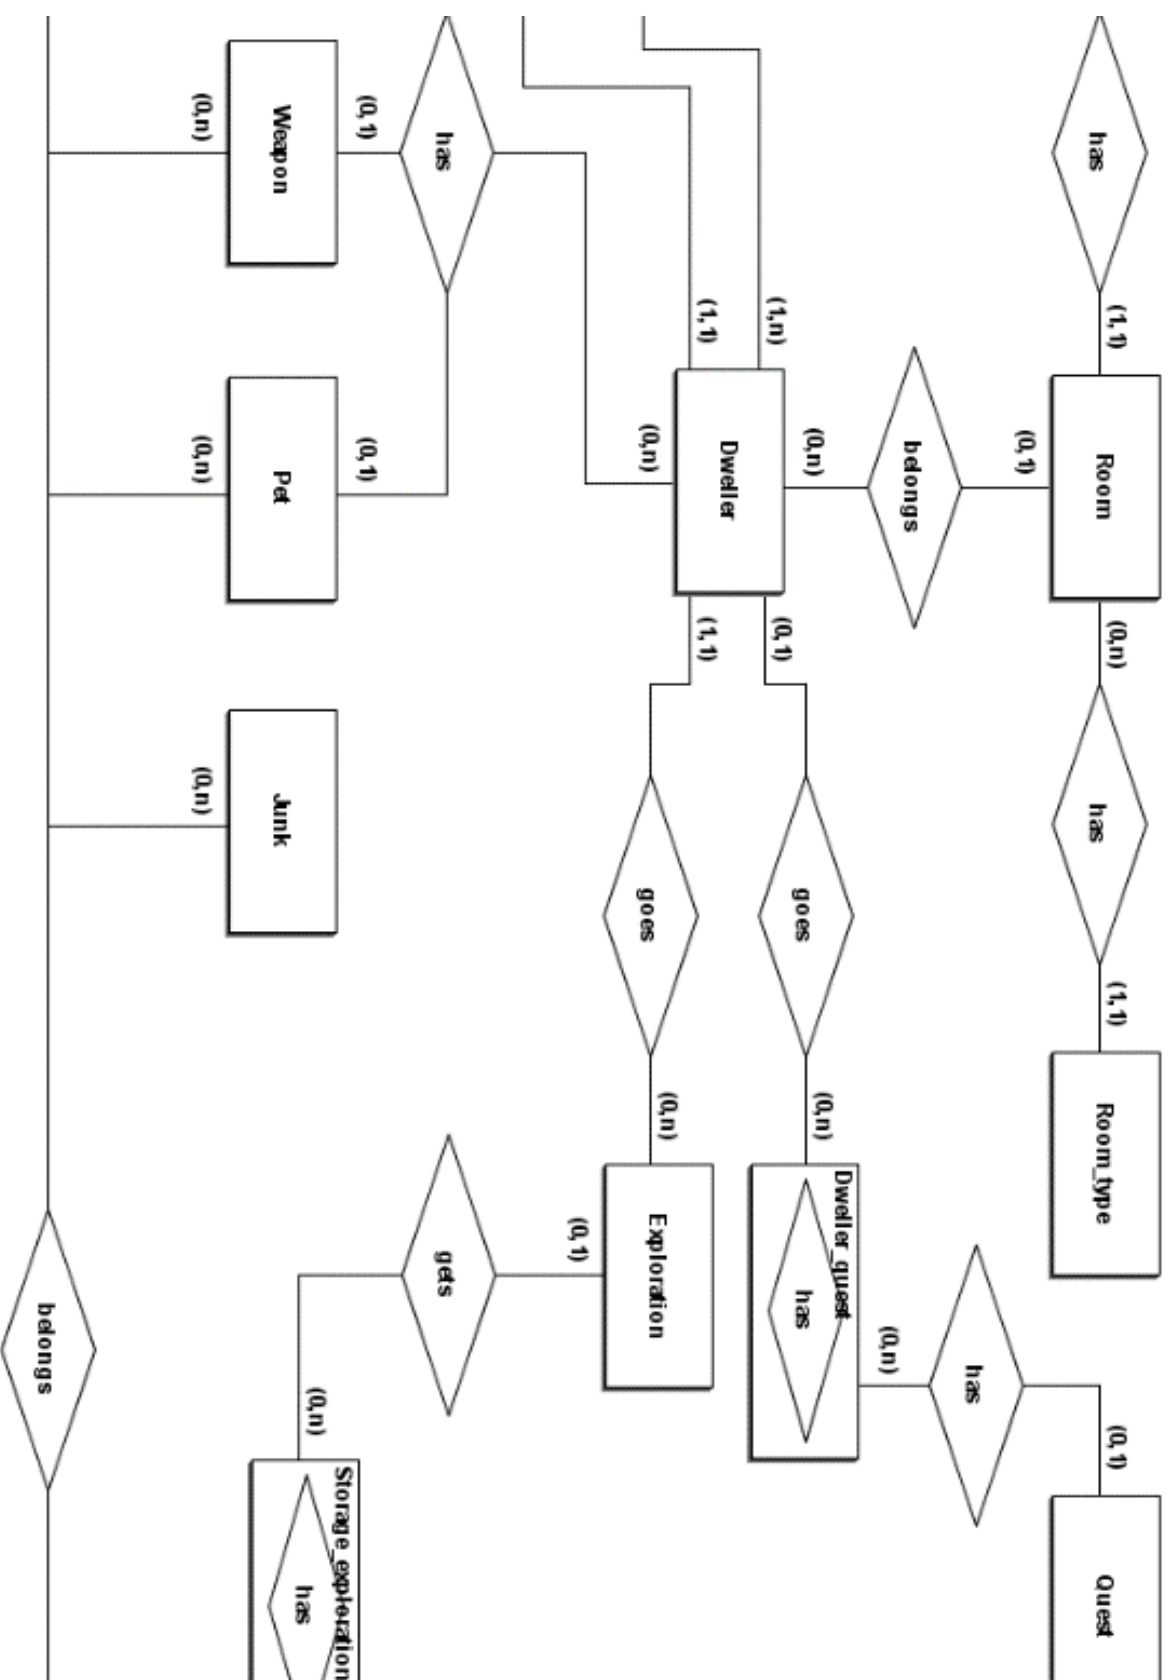 (1,1) (0,n) (1,1) (0,1)
has Room has Room_type Quest
(0,1)
has
belongs
(0,n)
Dweller_quest
(0,n) (0,n)
goes has
(1,n) (0,1)
Dweller
(1,1) (1,1)
(0,n)
(0,n) goes Exploration
(0,1)
has gets
(0,1) (0,1)
Storage_exploration
(0,n)
has
Weapon Pet Junk
(0,n) (0,n) (0,n)
belongs